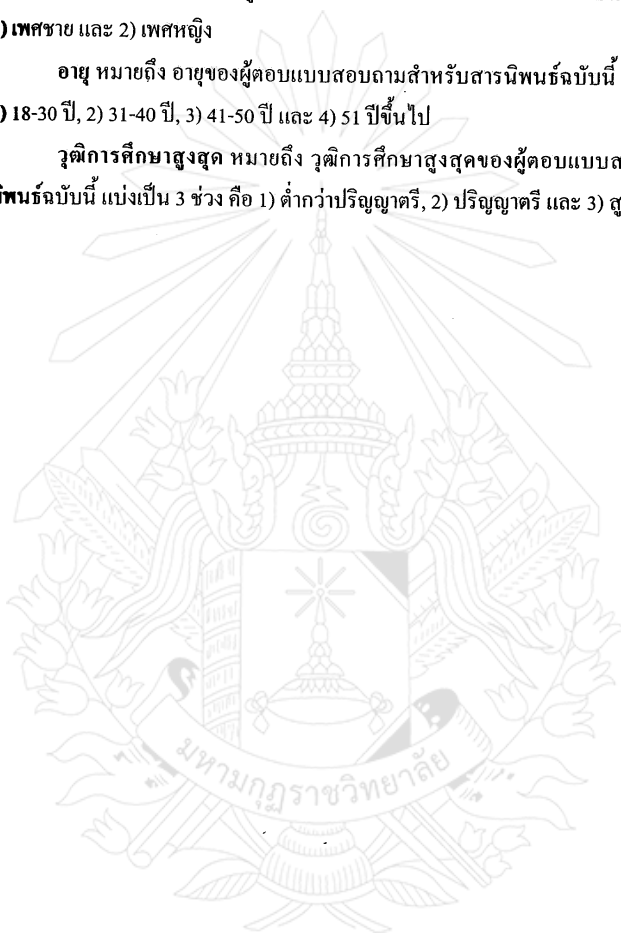 ) เพศชาย และ 2) เพศหญิง
อายุ หมายถึง อายุของผู้ตอบแบบสอบถามสำหรับสารนิพนธ์ฉบับนี้
) 18-30 ปี, 2) 31-40 ปี, 3) 41-50 ปี และ 4) 51 ปีขึ้นไป
วุฒิการศึกษาสูงสุด หมายถึง วุฒิการศึกษาสูงสุดของผู้ตอบแบบส
พนธ์ฉบับนี้ แบ่งเป็น 3 ช่วง คือ 1) ต่ำกว่าปริญญาตรี, 2) ปริญญาตรี และ 3) สู
มหามกุฏราชวิทยาลัย